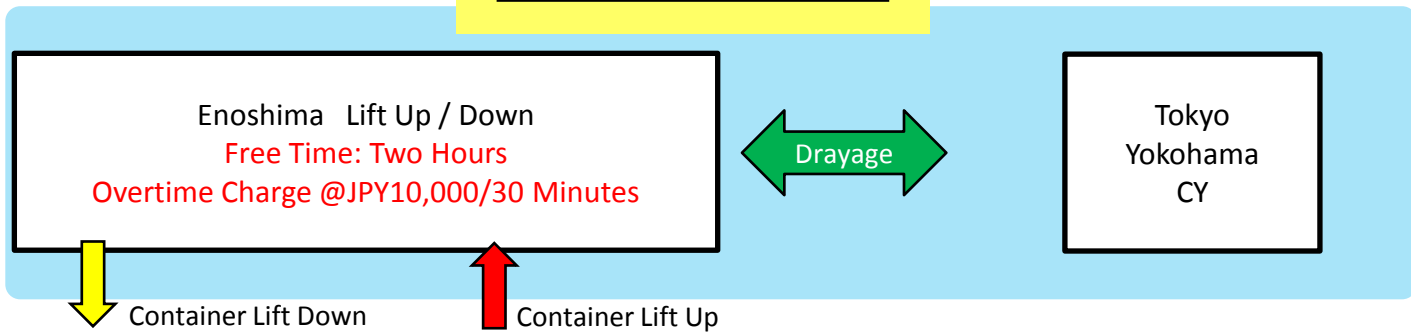 Enoshima Lift Up / Down
Free Time: Two Hours
Overtime Charge @JPY10,000/30 Minutes
Drayage
Tokyo
Yokohama
CY
Container Lift Down
Container Lift Up